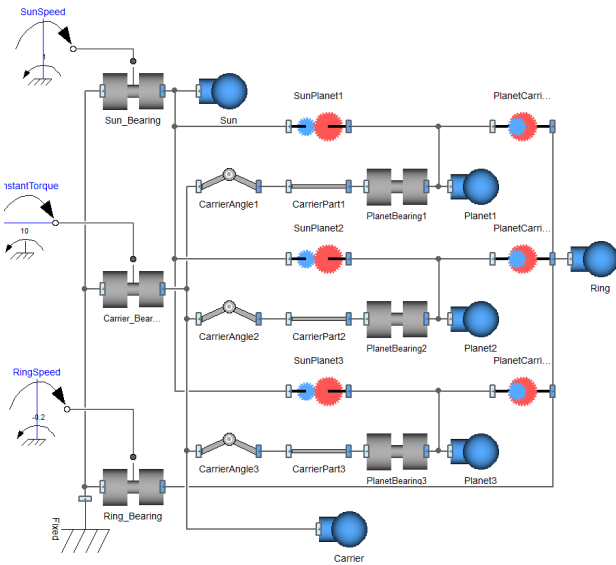 SunSpeed
1
Sun_Bearing
Sun
SunPlanet1
PlanetCarri...
CarrierAngle1
CarrierPart1
PlanetBearing1
Planet1
nstantTorque
10
SunPlanet2
PlanetCarri...
Ring
Carrier_Bear...
CarrierAngle2
CarrierPart2
PlanetBearing2
Planet2
RingSpeed
-0.2
SunPlanet3
PlanetCarri...
CarrierAngle3
CarrierPart3
PlanetBearing3
Planet3
Ring_Bearing
Fixed
Carrier